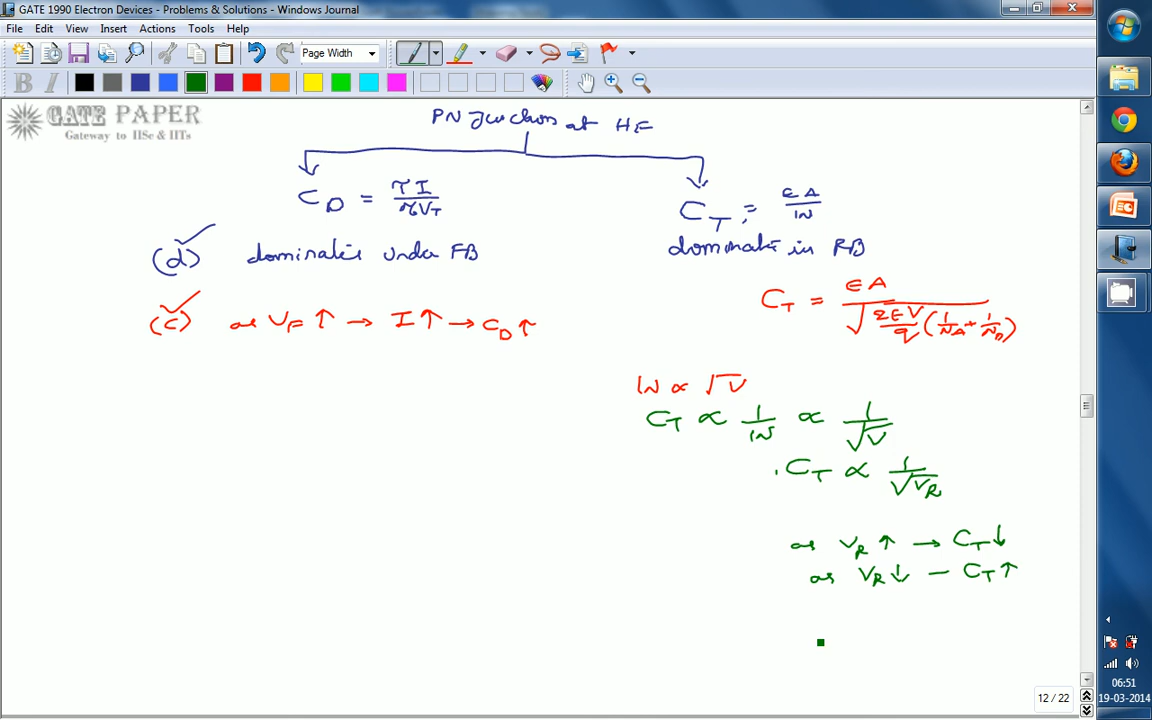 GATE 1990 Electron Devices - Problems & Solutions - Windows Journal
File Edit View Insert Actions Tools Help
Page Width
B I
GATE PAPER
Gateway to IISc & IITs
PN Junction at HF
C_D = τI/ηV_T
C_T = εA/W
(d) dominates under FB
dominate in RB
C_T = εA/√(2εV/q (1/N_A + 1/N_D))
(c) as V_F ↑ → I ↑ → C_D ↑
W ∝ √V
C_T ∝ 1/W ∝ 1/√V
C_T ∝ 1/√V_R
as V_R ↑ → C_T ↓
as V_R ↓ — C_T ↑
12 / 22
06:51
19-03-2014